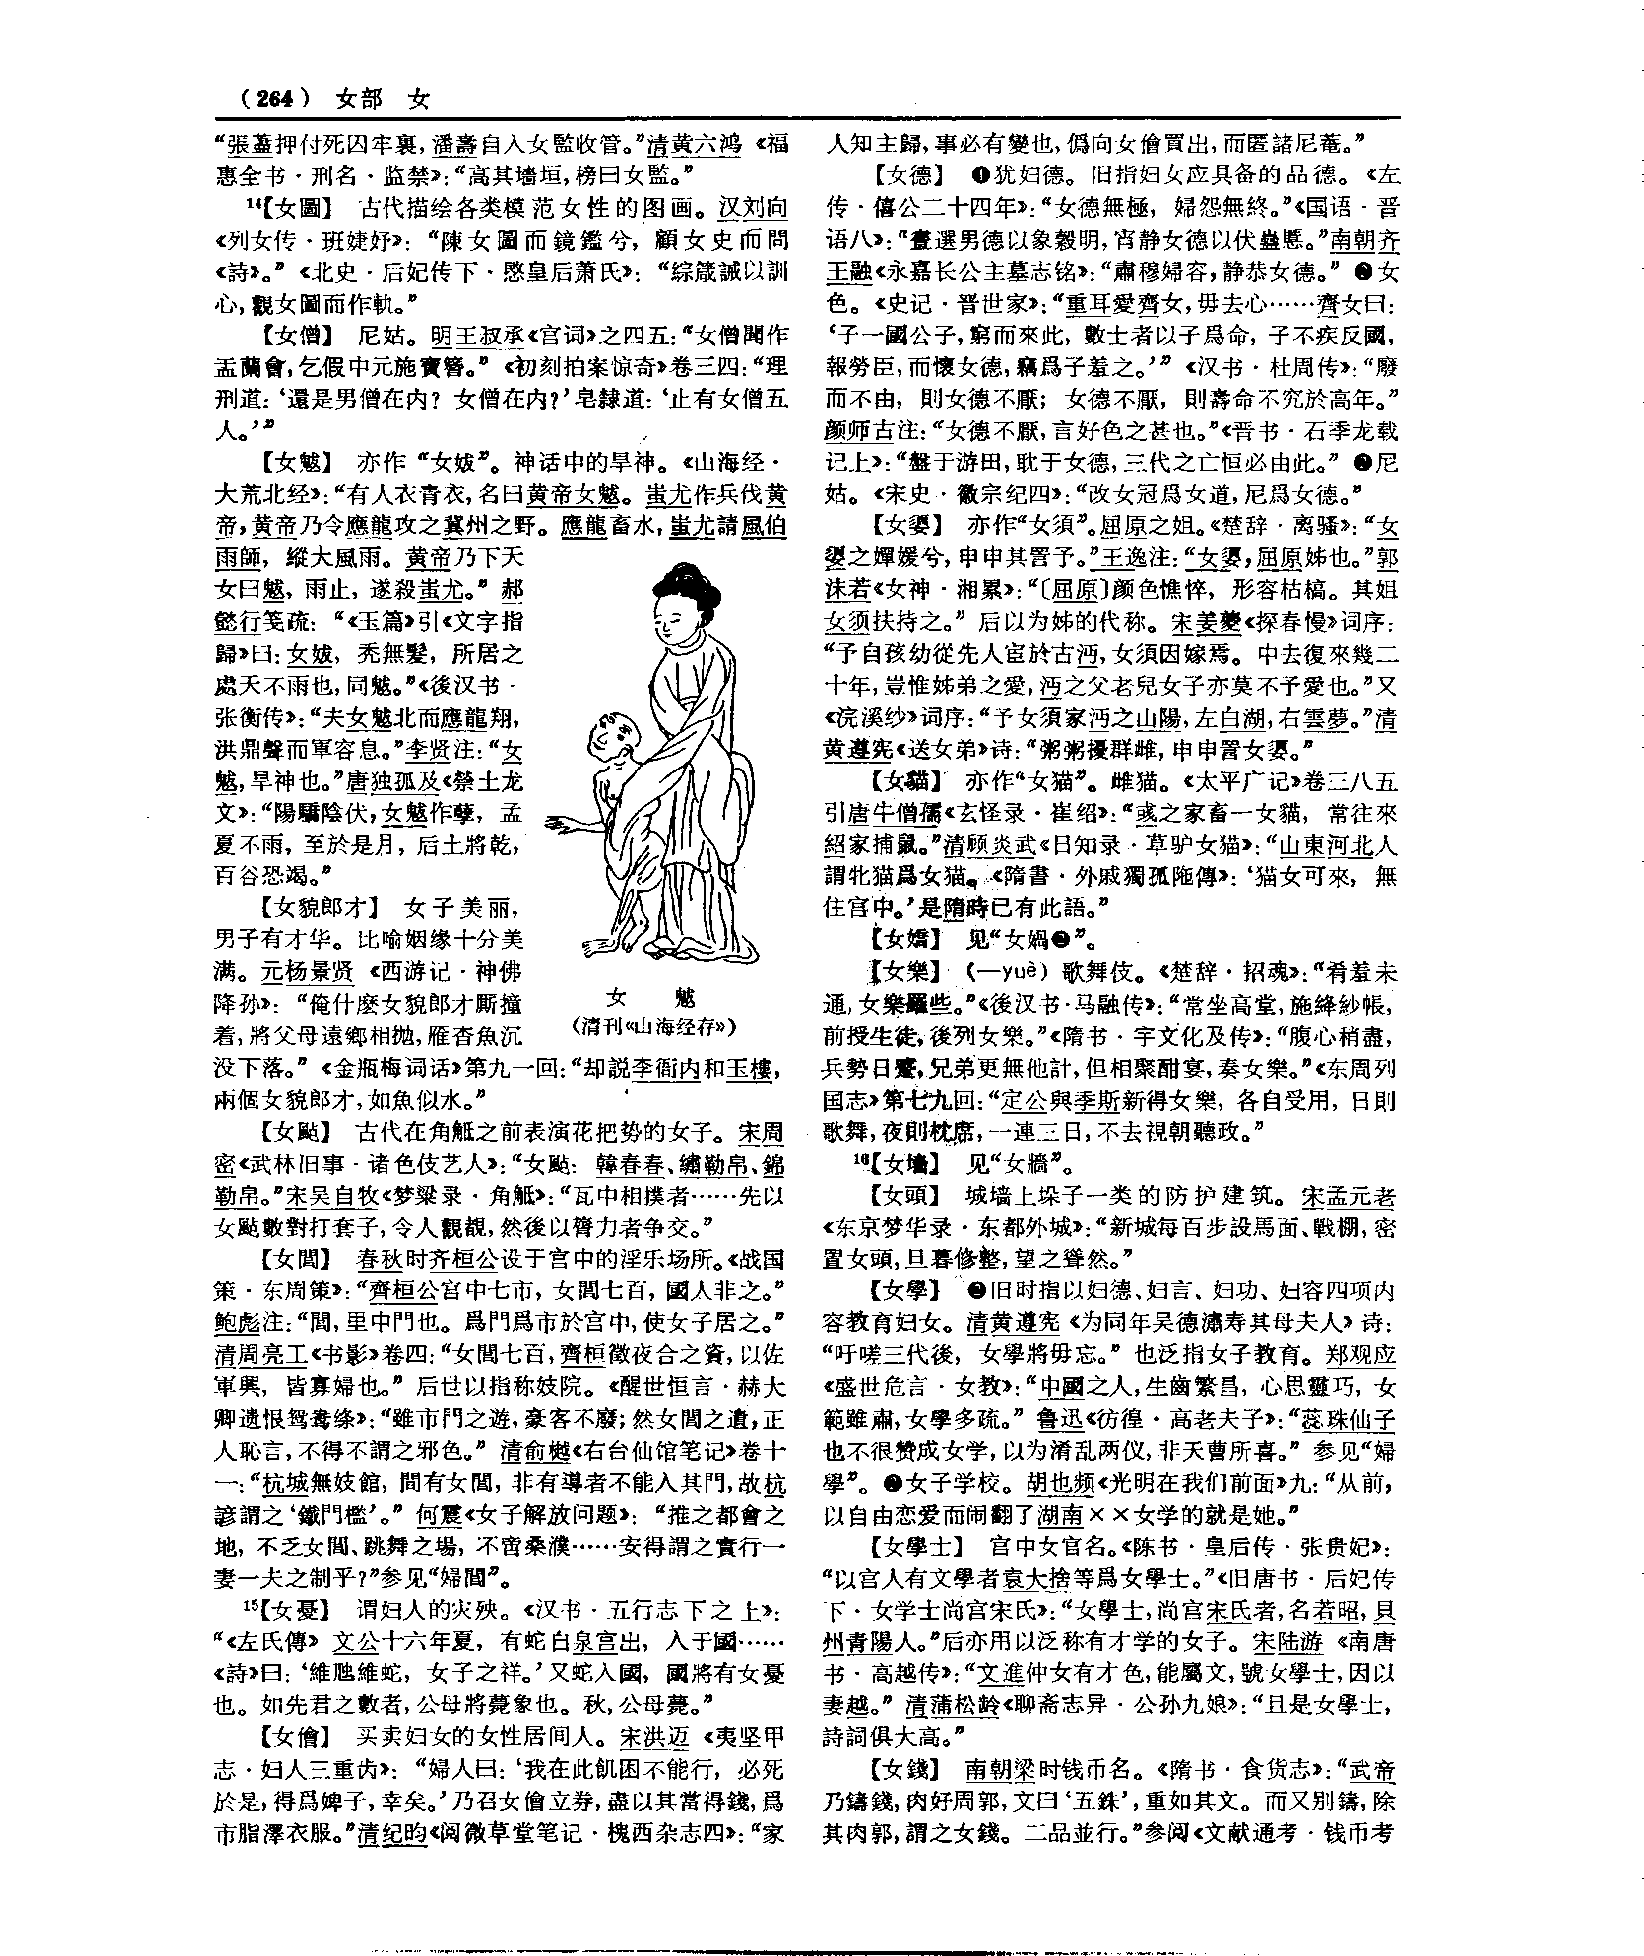 （264） 女部 女
“張蓋押付死囚牢裏，潘壽自入女監收管。”清黄六鸿《福
惠全书·刑名·监禁》：“高其墻垣，榜曰女監。”
14【女圖】 古代描绘各类模范女性的图画。汉刘向
《列女传·班婕妤》：“陳女圖而鏡鑑兮，顧女史而問
《詩》。”《北史·后妃传下·愍皇后萧氏》：“綜箴誡以訓
心，觀女圖而作軌。”
【女僧】 尼姑。明王叔承《宫词》之四五：“女僧聞作
盂蘭會，乞假中元施寶簪。”《初刻拍案惊奇》卷三四：“理
刑道：‘還是男僧在内？女僧在内？’皂隸道：‘止有女僧五
人。’”
【女魃】 亦作“女妭”。神话中的旱神。《山海经·
大荒北经》：“有人衣青衣，名曰黄帝女魃。蚩尤作兵伐黄
帝，黄帝乃令應龍攻之冀州之野。應龍畜水，蚩尤請風伯
雨師，縱大風雨。黄帝乃下天
女曰魃，雨止，遂殺蚩尤。”郝
懿行笺疏：“《玉篇》引《文字指
歸》曰：女妭，秃無髮，所居之
處天不雨也，同魃。”《後汉书·
张衡传》：“夫女魃北而應龍翔，
洪鼎聲而軍容息。”李贤注：“女
魃，旱神也。”唐独孤及《禜土龙
文》：“陽驕陰伏，女魃作孽，孟
夏不雨，至於是月，后土將乾，
百谷恐竭。”
【女貌郎才】 女子美丽，
男子有才华。比喻姻缘十分美
满。元杨景贤《西游记·神佛
降孙》：“俺什麽女貌郎才厮撞
着，將父母遠鄉相抛，雁杳魚沉
没下落。”《金瓶梅词话》第九一回：“却説李衙内和玉樓，
兩個女貌郎才，如魚似水。”
女 魃
（清刊《山海经存》）
【女颭】 古代在角觝之前表演花把势的女子。宋周
密《武林旧事·诸色伎艺人》：“女颭：韓春春、繡勒帛、錦
勒帛。”宋吴自牧《梦粱录·角觝》：“瓦中相撲者……先以
女颭數對打套子，令人觀覩，然後以膂力者争交。”
【女閭】 春秋时齐桓公设于宫中的淫乐场所。《战国
策·东周策》：“齊桓公宫中七市，女閭七百，國人非之。”
鲍彪注：“閭，里中門也。爲門爲市於宫中，使女子居之。”
清周亮工《书影》卷四：“女閭七百，齊桓徵夜合之資，以佐
軍興，皆寡婦也。”后世以指称妓院。《醒世恒言·赫大
卿遗恨鸳鸯绦》：“雖市門之遊，豪客不廢；然女閭之遺，正
人恥言，不得不謂之邪色。”清俞樾《右台仙馆笔记》卷十
一：“杭城無妓館，間有女閭，非有導者不能入其門，故杭
諺謂之‘鐵門檻’。”何震《女子解放问题》：“推之都會之
地，不乏女閭、跳舞之場，不啻桑濮……安得謂之實行一
妻一夫之制乎？”参见“婦閭”。
15【女憂】 谓妇人的灾殃。《汉书·五行志下之上》：
“《左氏傳》文公十六年夏，有蛇自泉宫出，入于國……
《詩》曰：‘維虺維蛇，女子之祥。’又蛇入國，國將有女憂
也。如先君之數者，公母將薨象也。秋，公母薨。”
【女儈】 买卖妇女的女性居间人。宋洪迈《夷坚甲
志·妇人三重齿》：“婦人曰：‘我在此飢困不能行，必死
於是，得爲婢子，幸矣。’乃召女儈立券，盡以其當得錢，爲
市脂澤衣服。”清纪昀《阅微草堂笔记·槐西杂志四》：“家
人知主歸，事必有變也，僞向女儈買出，而匿諸尼菴。”
【女德】 ❶犹妇德。旧指妇女应具备的品德。《左
传·僖公二十四年》：“女德無極，婦怨無終。”《国语·晋
语八》：“晝選男德以象穀明，宵静女德以伏蠱慝。”南朝齐
王融《永嘉长公主墓志铭》：“肅穆婦容，静恭女德。”❷女
色。《史记·晋世家》：“重耳愛齊女，毋去心……齊女曰：
‘子一國公子，窮而來此，數士者以子爲命，子不疾反國，
報勞臣，而懷女德，竊爲子羞之。’”《汉书·杜周传》：“廢
而不由，則女德不厭；女德不厭，則壽命不究於高年。”
颜师古注：“女德不厭，言好色之甚也。”《晋书·石季龙载
记上》：“盤于游田，耽于女德，三代之亡恒必由此。”❸尼
姑。《宋史·徽宗纪四》：“改女冠爲女道，尼爲女德。”
【女嬃】 亦作“女須”。屈原之姐。《楚辞·离骚》：“女
嬃之嬋媛兮，申申其詈予。”王逸注：“女嬃，屈原姊也。”郭
沫若《女神·湘累》：“〔屈原〕颜色憔悴，形容枯槁。其姐
女须扶持之。”后以为姊的代称。宋姜夔《探春慢》词序：
“予自孩幼從先人宦於古沔，女須因嫁焉。中去復來幾二
十年，豈惟姊弟之愛，沔之父老兒女子亦莫不予愛也。”又
《浣溪纱》词序：“予女須家沔之山陽，左白湖，右雲夢。”清
黄遵宪《送女弟》诗：“粥粥擾群雌，申申詈女嬃。”
【女貓】 亦作“女猫”。雌猫。《太平广记》卷三八五
引唐牛僧孺《玄怪录·崔绍》：“彧之家畜一女貓，常往來
紹家捕鼠。”清顾炎武《日知录·草驴女猫》：“山東河北人
謂牝猫爲女猫。《隋書·外戚獨孤陁傳》：‘猫女可來，無
住宫中。’是隋時已有此語。”
【女嬌】 见“女媧❷”。
【女樂】 （—yuè）歌舞伎。《楚辞·招魂》：“肴羞未
通，女樂羅些。”《後汉书·马融传》：“常坐高堂，施絳紗帳，
前授生徒，後列女樂。”《隋书·宇文化及传》：“腹心稍盡，
兵勢日蹙，兄弟更無他計，但相聚酣宴，奏女樂。”《东周列
国志》第七九回：“定公與季斯新得女樂，各自受用，日則
歌舞，夜則枕席，一連三日，不去視朝聽政。”
16【女墻】 见“女牆”。
【女頭】 城墙上垛子一类的防护建筑。宋孟元老
《东京梦华录·东都外城》：“新城每百步設馬面、戰棚，密
置女頭，旦暮修整，望之聳然。”
【女學】 ❶旧时指以妇德、妇言、妇功、妇容四项内
容教育妇女。清黄遵宪《为同年吴德潚寿其母夫人》诗：
“吁嗟三代後，女學將毋忘。”也泛指女子教育。郑观应
《盛世危言·女教》：“中國之人，生齒繁昌，心思靈巧，女
範雖肅，女學多疏。”鲁迅《彷徨·高老夫子》：“蕊珠仙子
也不很赞成女学，以为淆乱两仪，非天曹所喜。”参见“婦
學”。❷女子学校。胡也频《光明在我们前面》九：“从前，
以自由恋爱而闹翻了湖南××女学的就是她。”
【女學士】 宫中女官名。《陈书·皇后传·张贵妃》：
“以宫人有文學者袁大捨等爲女學士。”《旧唐书·后妃传
下·女学士尚宫宋氏》：“女學士，尚宫宋氏者，名若昭，貝
州青陽人。”后亦用以泛称有才学的女子。宋陆游《南唐
书·高越传》：“文進仲女有才色，能屬文，號女學士，因以
妻越。”清蒲松龄《聊斋志异·公孙九娘》：“且是女學士，
詩詞俱大高。”
【女錢】 南朝梁时钱币名。《隋书·食货志》：“武帝
乃鑄錢，肉好周郭，文曰‘五銖’，重如其文。而又别鑄，除
其肉郭，謂之女錢。二品並行。”参阅《文献通考·钱币考